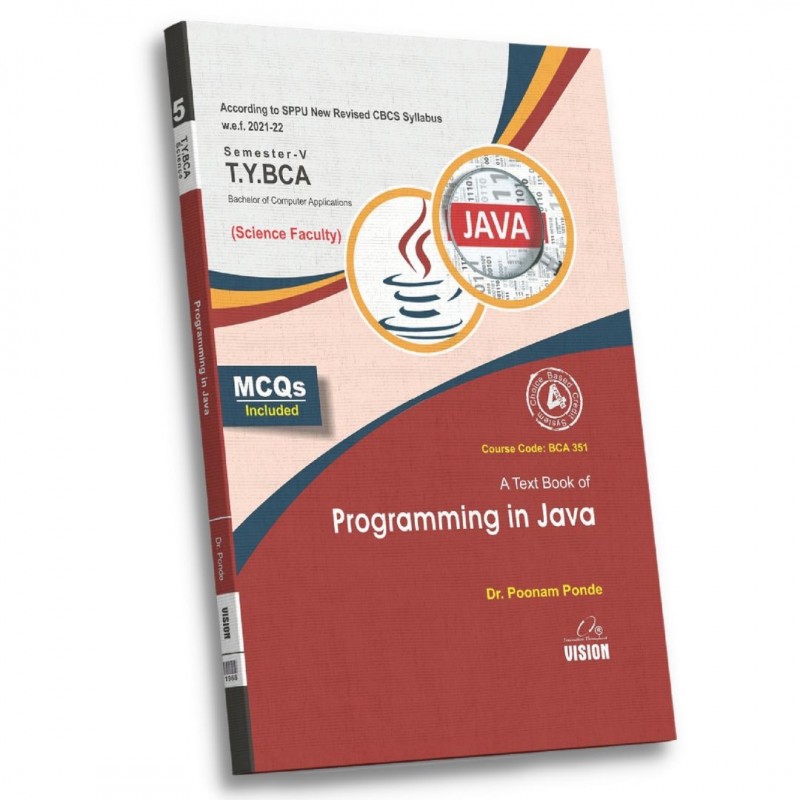 According to SPPU New Revised CBCS Syllabus
w.e.f. 2021-22
Semester-V
T.Y.BCA
Bachelor of Computer Applications
(Science Faculty)
JAVA
MCQs
Included
Choice Based Credit System
4
Course Code: BCA 351
A Text Book of
Programming in Java
Dr. Poonam Ponde
VISION
5
T.Y.BCA
Science
Programming in Java
Dr. Ponde
VISION